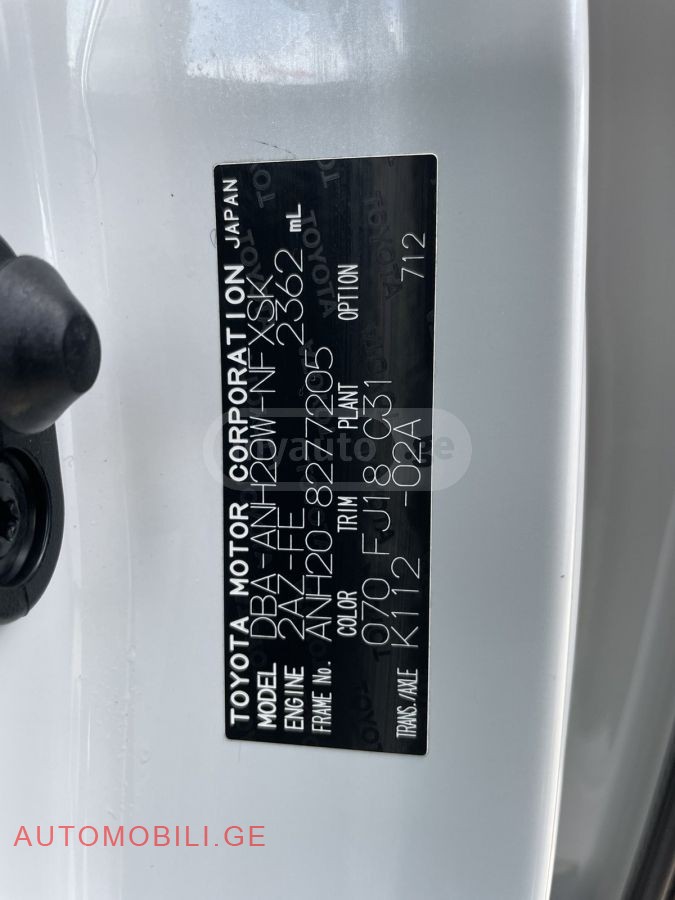 TOYOTA MOTOR CORPORATION JAPAN
MODEL DBA-ANH20W-NFXSK
ENGINE 2AZ-FE 2362 mL
FRAME No. ANH20-8277205
COLOR TRIM PLANT OPTION
070 FJ18 C31
TRANS./AXLE K112 -02A 712
AUTOMOBILI.GE